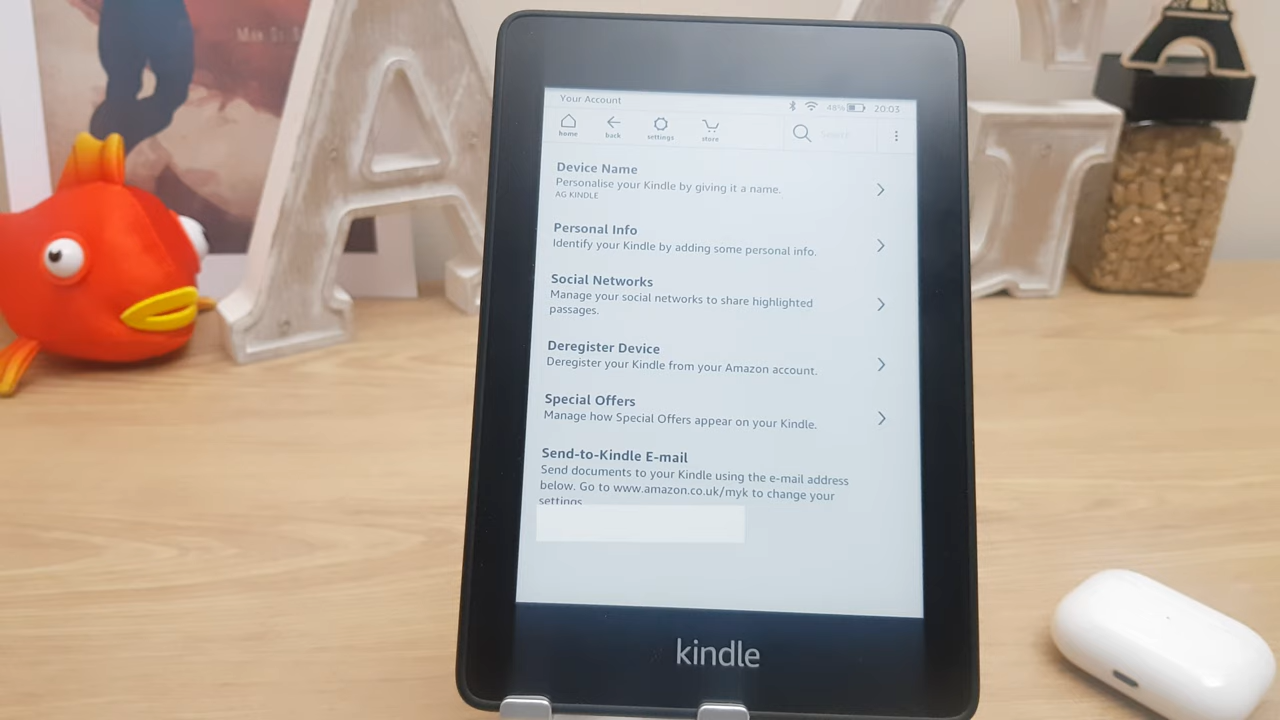 Your Account
46%
20:03
home
back
settings
store
Search
Device Name
Personalise your Kindle by giving it a name.
AG KINDLE
Personal Info
Identify your Kindle by adding some personal info.
Social Networks
Manage your social networks to share highlighted
passages.
Deregister Device
Deregister your Kindle from your Amazon account.
Special Offers
Manage how Special Offers appear on your Kindle.
Send-to-Kindle E-mail
Send documents to your Kindle using the e-mail address
below. Go to www.amazon.co.uk/myk to change your
settings.
kindle
A
G